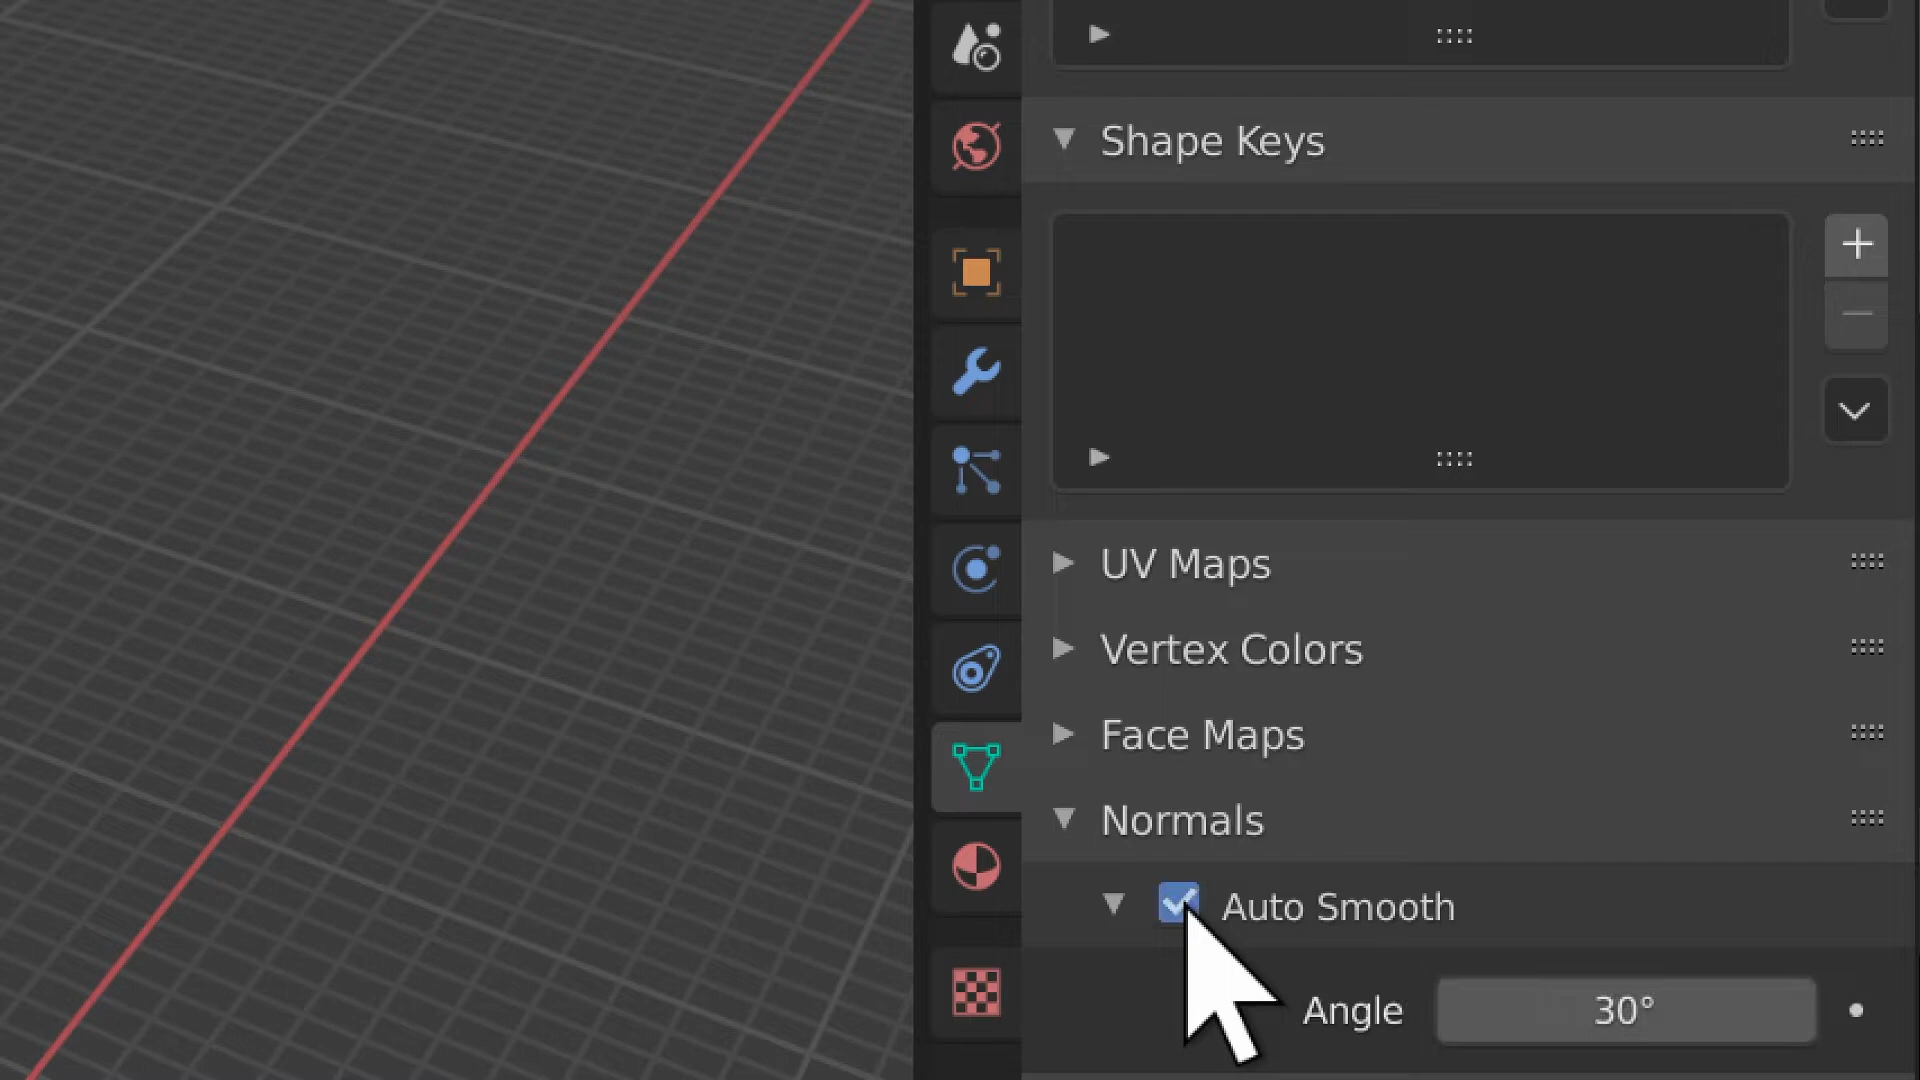 Shape Keys
UV Maps
Vertex Colors
Face Maps
Normals
Auto Smooth
Angle 30°